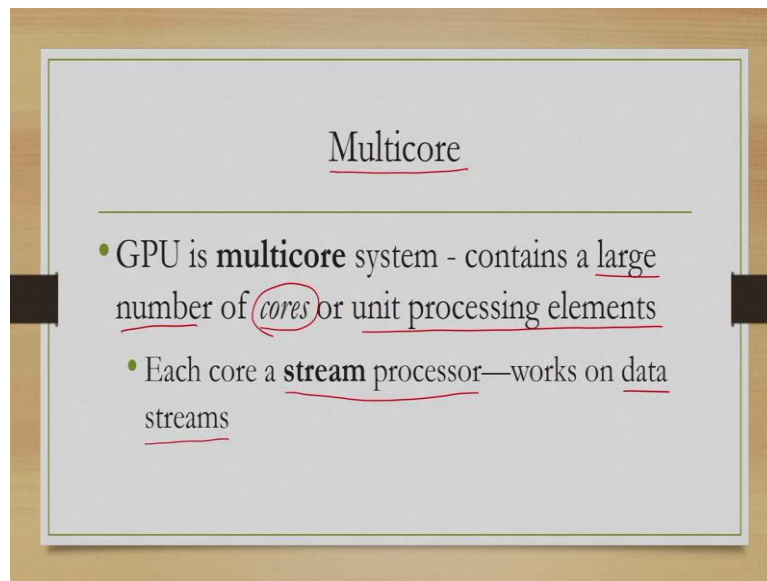 Multicore
• GPU is multicore system - contains a large
number of cores or unit processing elements
• Each core a stream processor—works on data
streams